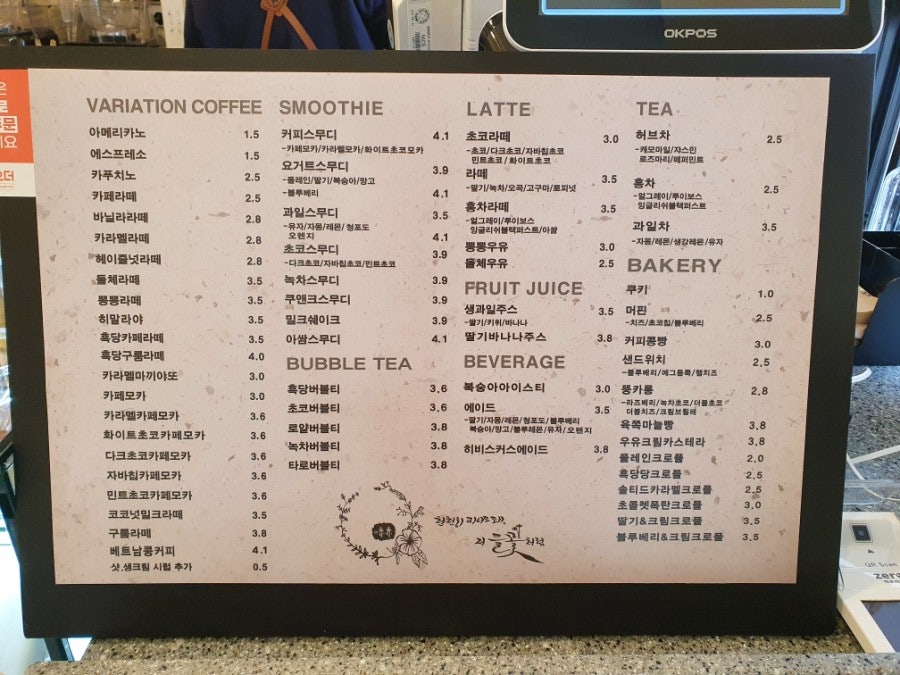 OKPOS
VARIATION COFFEE
아메리카노 1.5
에스프레소 1.5
카푸치노 2.5
카페라떼 2.5
바닐라라떼 2.8
카라멜라떼 2.8
헤이즐넛라떼 2.8
돌체라떼 3.5
뿅뿅라떼 3.5
히말라야 3.5
흑당카페라떼 3.5
흑당구룸라떼 4.0
카라멜마끼야또 3.0
카페모카 3.0
카라멜카페모카 3.6
화이트초코카페모카 3.6
다크초코카페모카 3.6
자바칩카페모카 3.6
민트초코카페모카 3.6
코코넛밀크라떼 3.5
구룸라떼 3.8
베트남콩커피 4.1
샷,생크림 시럽 추가 0.5
SMOOTHIE
커피스무디 4.1
-카페모카/카라멜모카/화이트초코모카
요거트스무디 3.9
-플레인/딸기/복숭아/망고
-블루베리 4.1
과일스무디 3.5
-유자/자몽/레몬/청포도
오렌지 4.1
초코스무디 3.9
-다크초코/자바칩초코/민트초코
녹차스무디 3.9
쿠앤크스무디 3.9
밀크쉐이크 3.9
아쌈스무디 4.1
BUBBLE TEA
흑당버블티 3.6
초코버블티 3.6
로얄버블티 3.8
녹차버블티 3.8
타로버블티 3.8
LATTE
초코라떼 3.0
-초코/다크초코/자바칩초코
민트초코/화이트초코
라떼 3.5
-딸기/녹차/오곡/고구마/로피넛
홍차라떼 3.5
-얼그레이/루이보스
잉글리쉬블랙퍼스트/아쌈
뿅뿅우유 3.0
돌체우유 2.5
FRUIT JUICE
생과일주스 3.5
-딸기/키위/바나나
딸기바나나주스 3.8
BEVERAGE
복숭아아이스티 3.0
에이드 3.5
-딸기/자몽/레몬/청포도/블루베리
복숭아/망고/블루레몬/유자/오렌지
히비스커스에이드 3.8
TEA
허브차 2.5
-캐모마일/쟈스민
로즈마리/페퍼민트
홍차 2.5
-얼그레이/루이보스
잉글리쉬블랙퍼스트
과일차 3.5
-자몽/레몬/생강레몬/유자
BAKERY
쿠키 1.0
머핀 2.5
-치즈/초코칩/블루베리
커피콩빵 3.0
샌드위치 2.5
-블루베리/에그듬뿍/햄치즈
뚱카롱 2.8
-라즈베리/녹차초코/더블초코
더블치즈/크림브륄레
육쪽마늘빵 3.8
우유크림카스테라 3.8
플레인크로플 2.0
흑당당크로플 2.5
솔티드카라멜크로플 2.5
초콜렛폭탄크로플 3.0
딸기&크림크로플 3.5
블루베리&크림크로플 3.5
들꽃처럼
QR Scan
zero